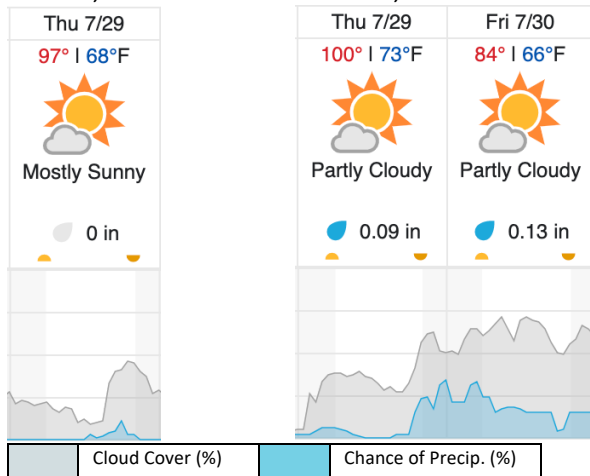 Thu 7/29
97° | 68°F
Mostly Sunny
0 in
Thu 7/29
100° | 73°F
Partly Cloudy
0.09 in
Fri 7/30
84° | 66°F
Partly Cloudy
0.13 in
Cloud Cover (%)
Chance of Precip. (%)